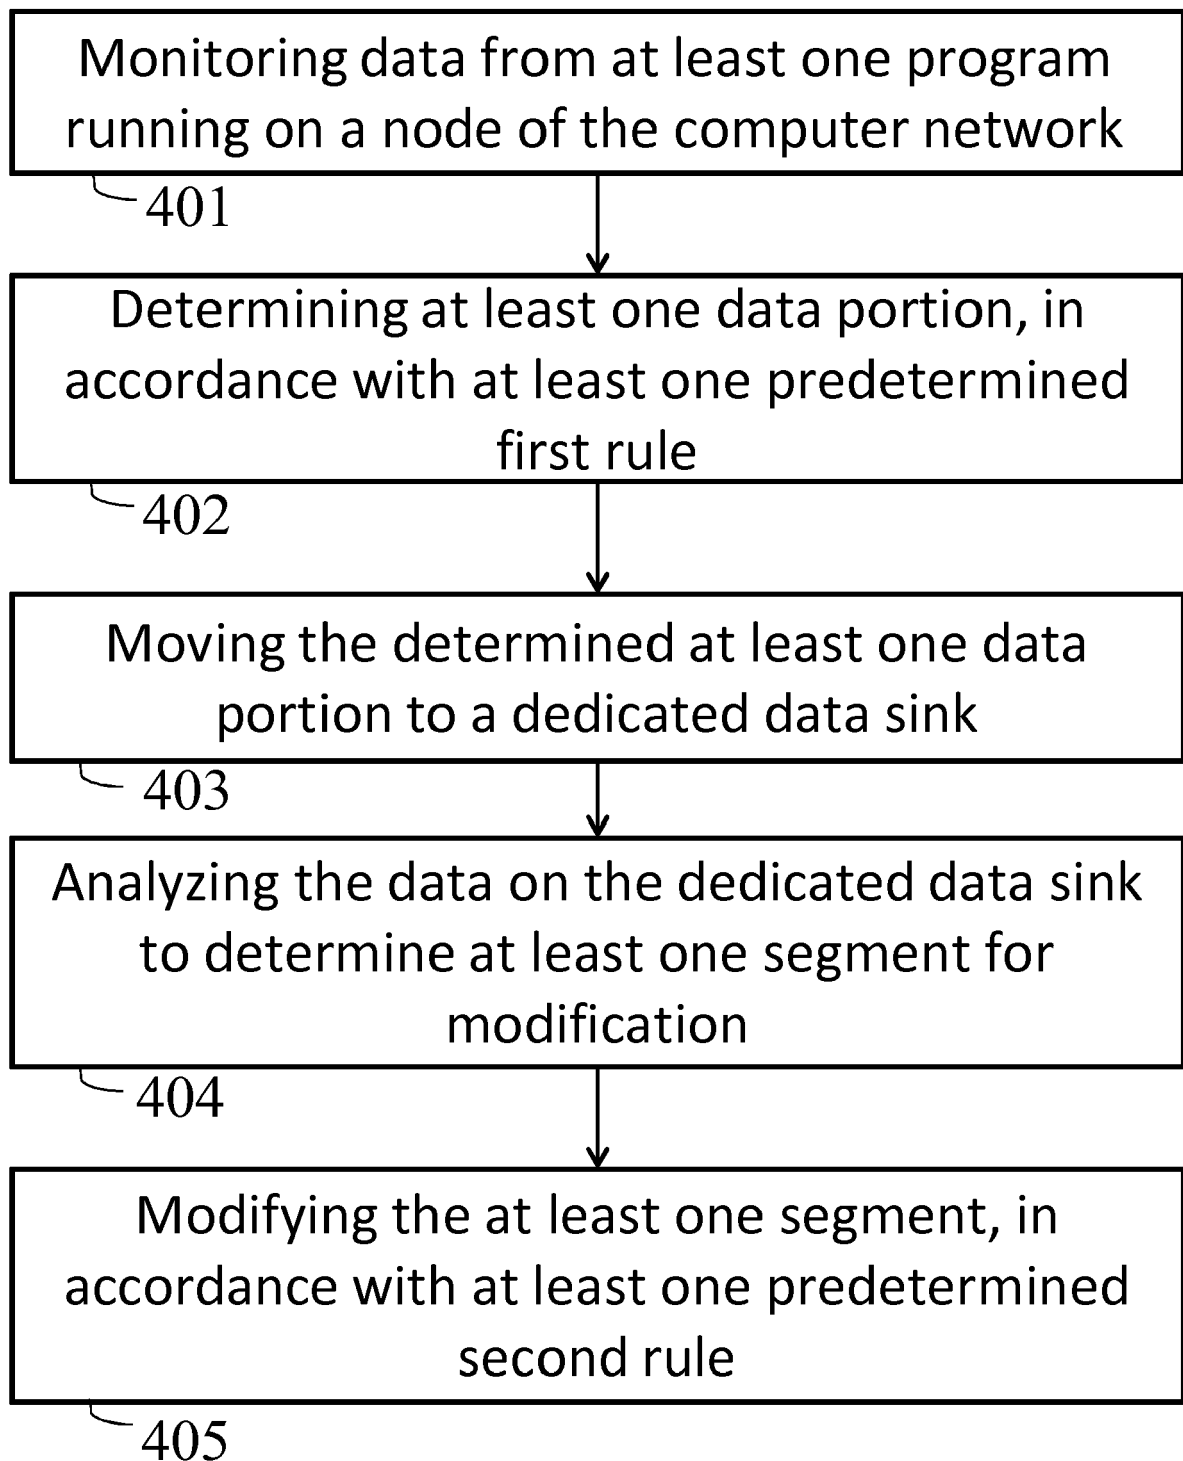 Monitoring data from at least one program
running on a node of the computer network
401
Determining at least one data portion, in
accordance with at least one predetermined
first rule
402
Moving the determined at least one data
portion to a dedicated data sink
403
Analyzing the data on the dedicated data sink
to determine at least one segment for
modification
404
Modifying the at least one segment, in
accordance with at least one predetermined
second rule
405